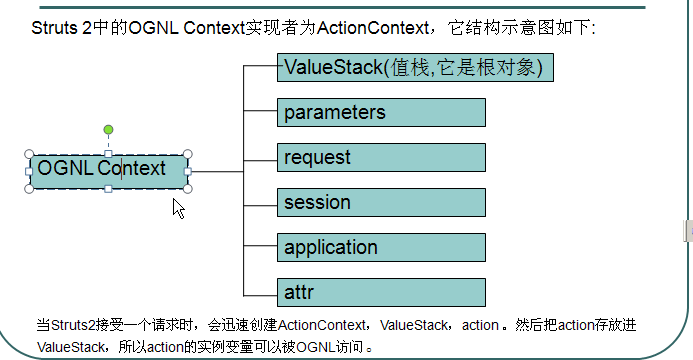 Struts 2中的OGNL Context实现者为ActionContext，它结构示意图如下:
ValueStack(值栈,它是根对象)
parameters
request
OGNL Context
session
application
attr
当Struts2接受一个请求时，会迅速创建ActionContext，ValueStack，action 。然后把action存放进
ValueStack，所以action的实例变量可以被OGNL访问 。